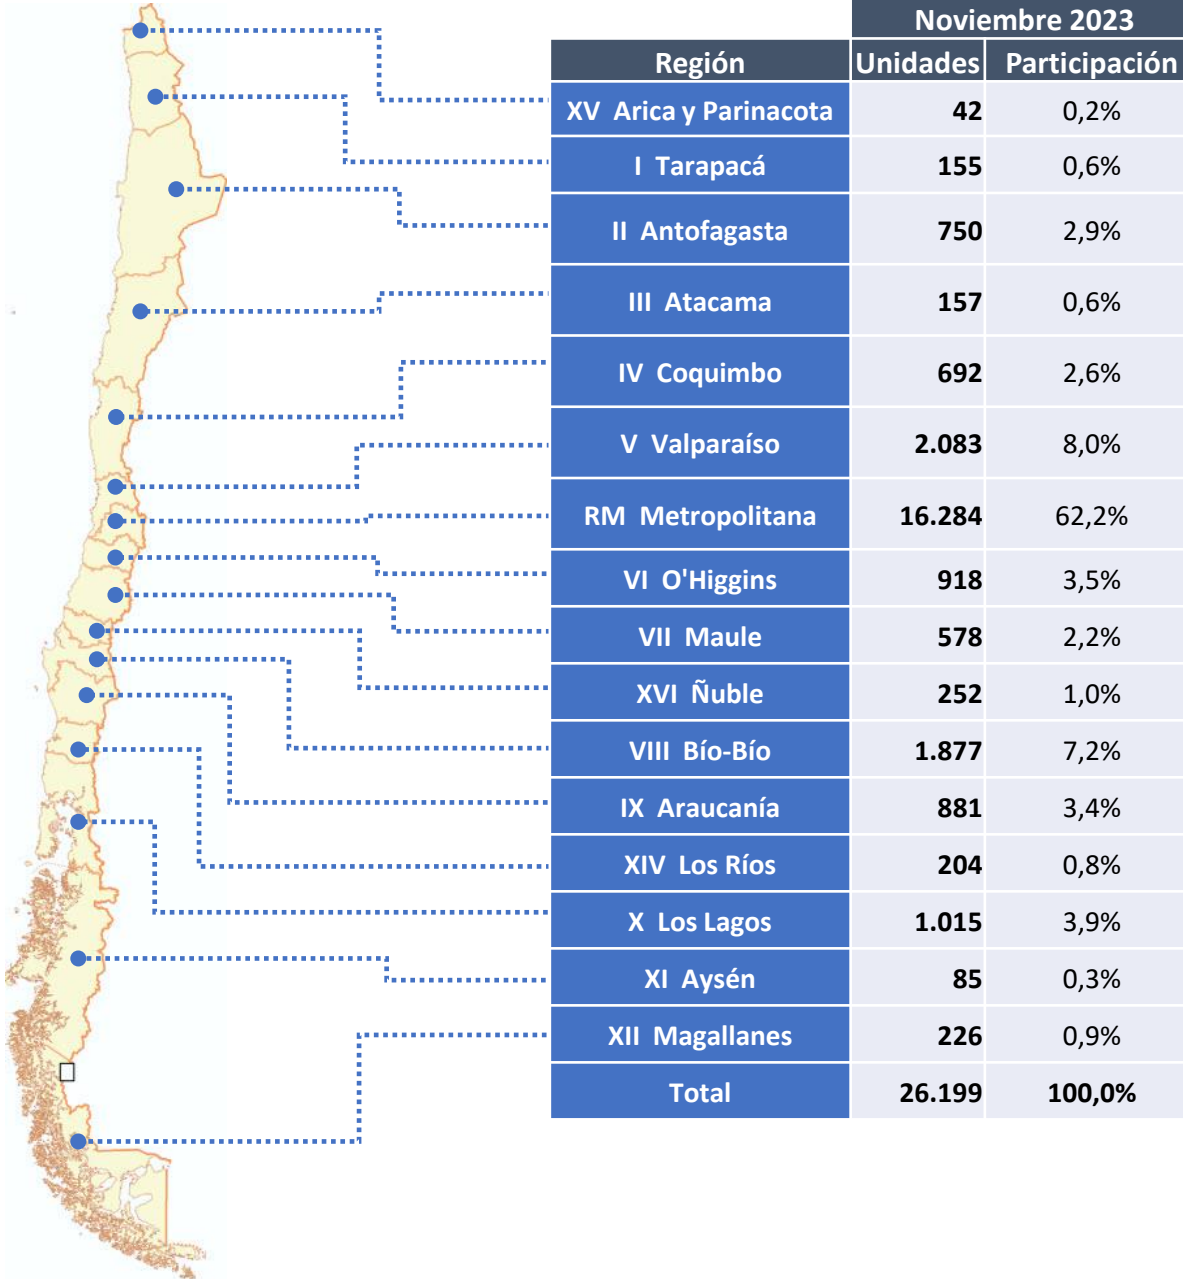 Noviembre 2023
Región Unidades Participación
XV Arica y Parinacota 42 0,2%
I Tarapacá 155 0,6%
II Antofagasta 750 2,9%
III Atacama 157 0,6%
IV Coquimbo 692 2,6%
V Valparaíso 2.083 8,0%
RM Metropolitana 16.284 62,2%
VI O'Higgins 918 3,5%
VII Maule 578 2,2%
XVI Ñuble 252 1,0%
VIII Bío-Bío 1.877 7,2%
IX Araucanía 881 3,4%
XIV Los Ríos 204 0,8%
X Los Lagos 1.015 3,9%
XI Aysén 85 0,3%
XII Magallanes 226 0,9%
Total 26.199 100,0%